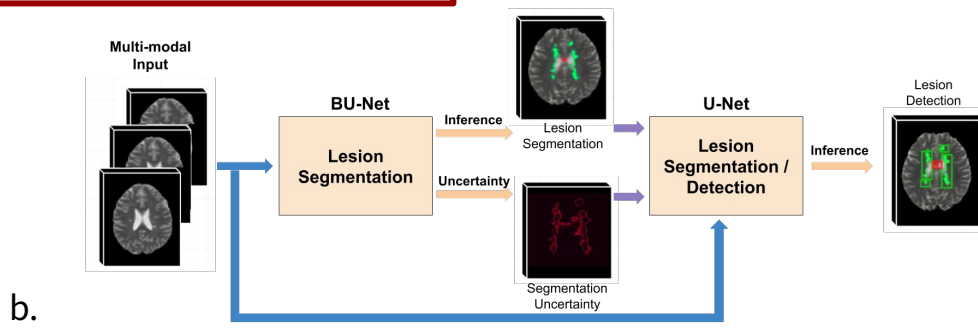 Multi-modal
Input
BU-Net
Lesion
Segmentation
Inference
Uncertainty
Lesion
Segmentation
Segmentation
Uncertainty
U-Net
Lesion
Segmentation /
Detection
Inference
Lesion
Detection
b.